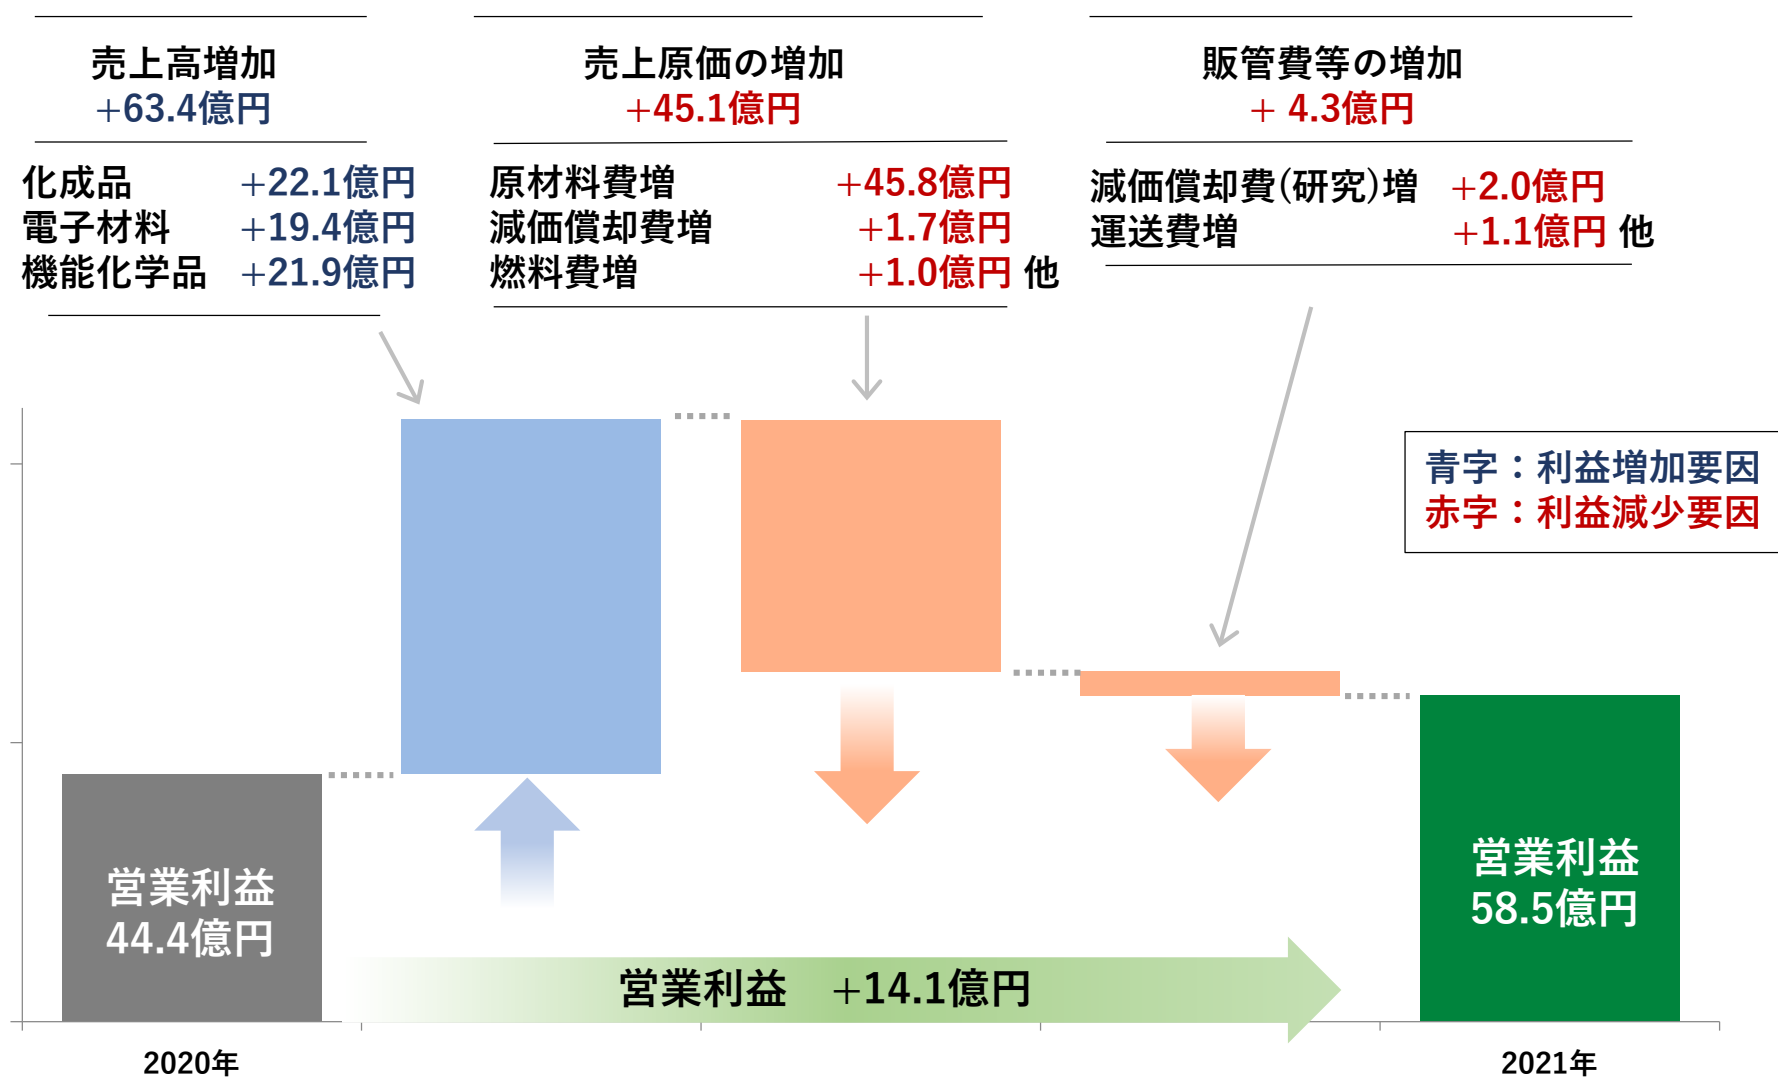 売上高増加
+63.4億円
化成品 +22.1億円
電子材料 +19.4億円
機能化学品 +21.9億円
売上原価の増加
+45.1億円
原材料費増 +45.8億円
減価償却費増 +1.7億円
燃料費増 +1.0億円 他
販管費等の増加
+ 4.3億円
減価償却費(研究)増 +2.0億円
運送費増 +1.1億円 他
青字：利益増加要因
赤字：利益減少要因
営業利益
44.4億円
営業利益
58.5億円
営業利益 +14.1億円
2020年
2021年